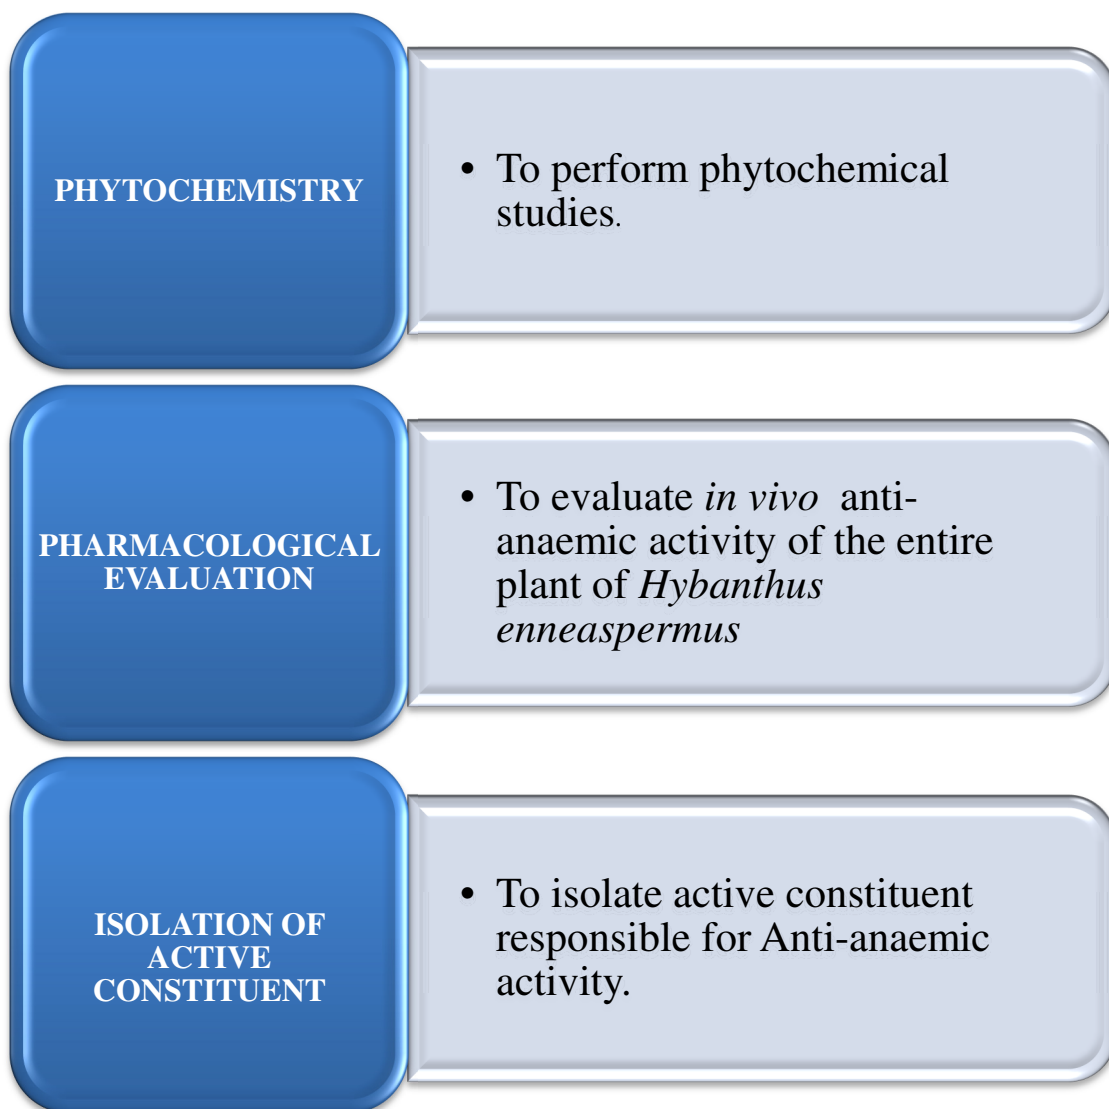 PHYTOCHEMISTRY
• To perform phytochemical
studies.
PHARMACOLOGICAL
EVALUATION
• To evaluate in vivo anti-
anaemic activity of the entire
plant of Hybanthus
enneaspermus
ISOLATION OF
ACTIVE
CONSTITUENT
• To isolate active constituent
responsible for Anti-anaemic
activity.